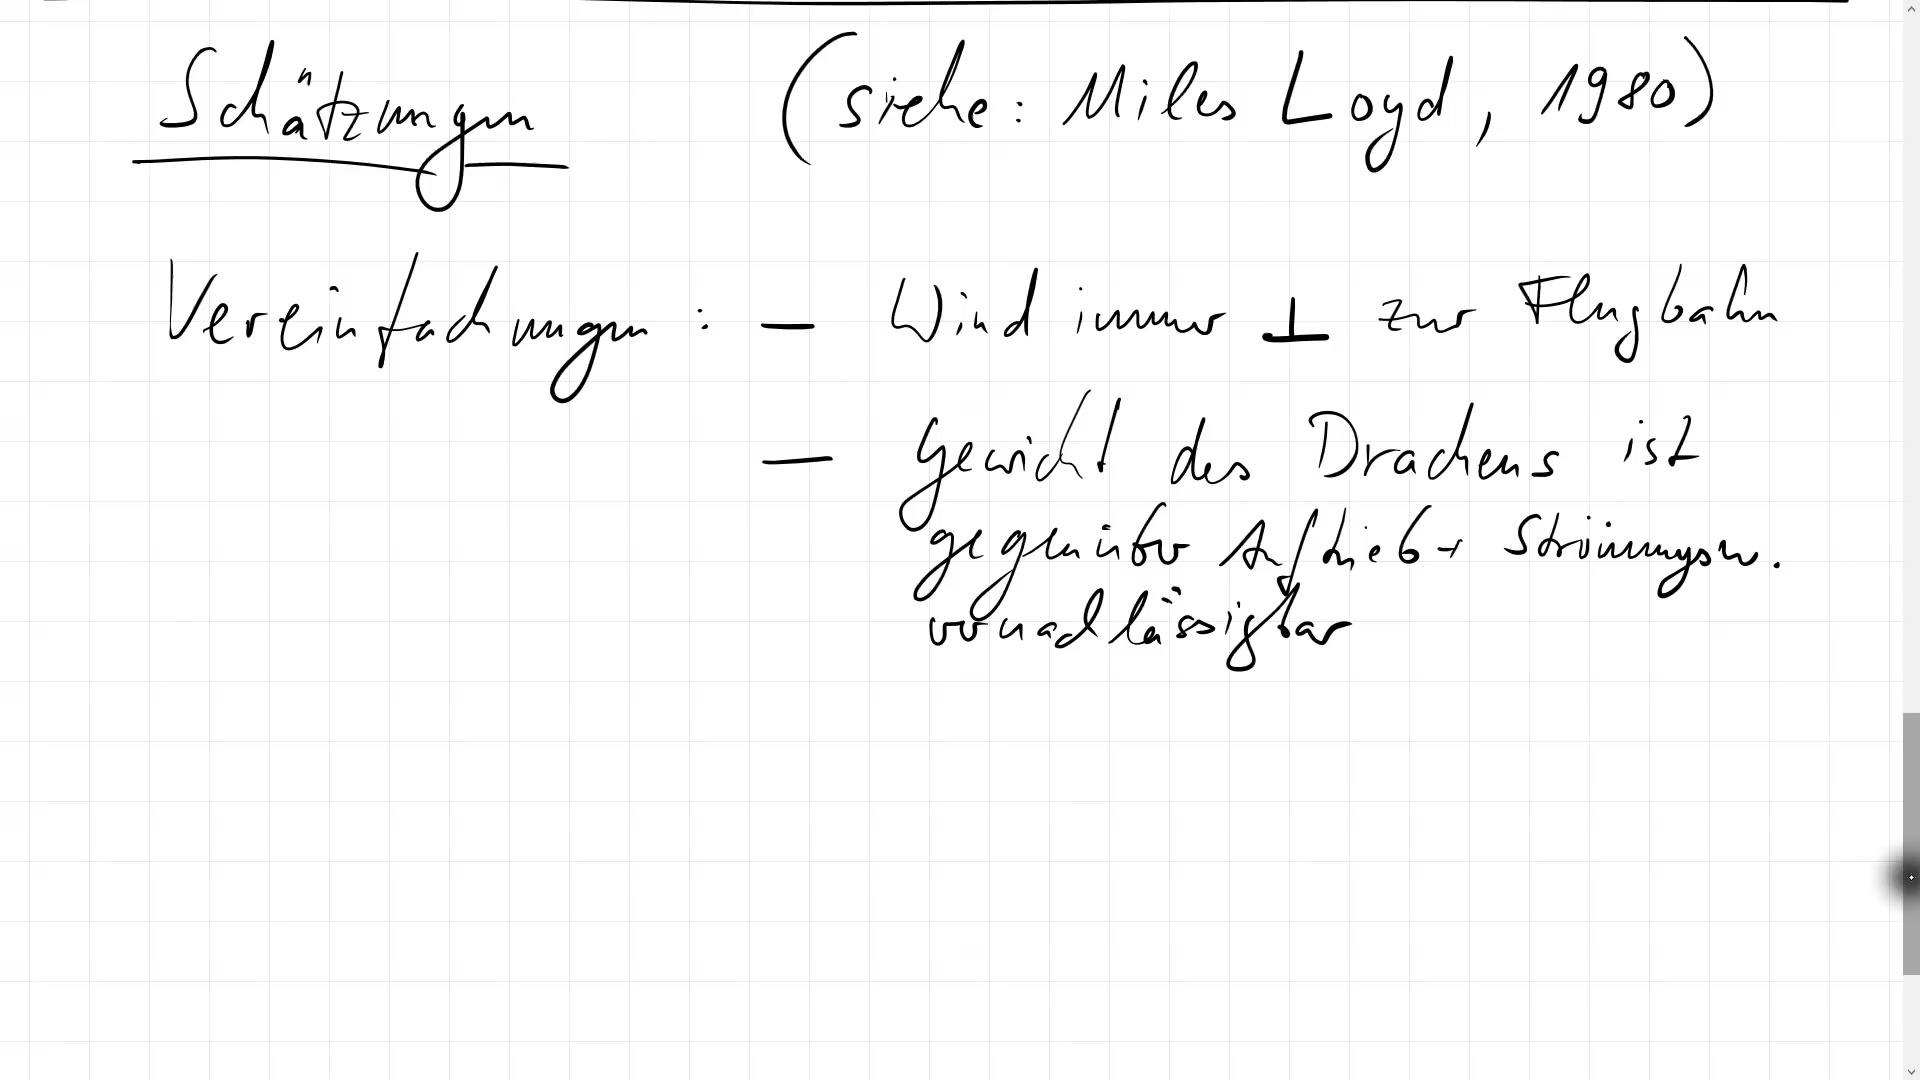 Schätzungen (siehe: Miles Loyd, 1980)
Vereinfachungen: — Wind immer ⊥ zur Flugbahn
— Gewicht des Drachens ist
gegenüber Auftrieb + Strömungsw.
vernachlässigbar